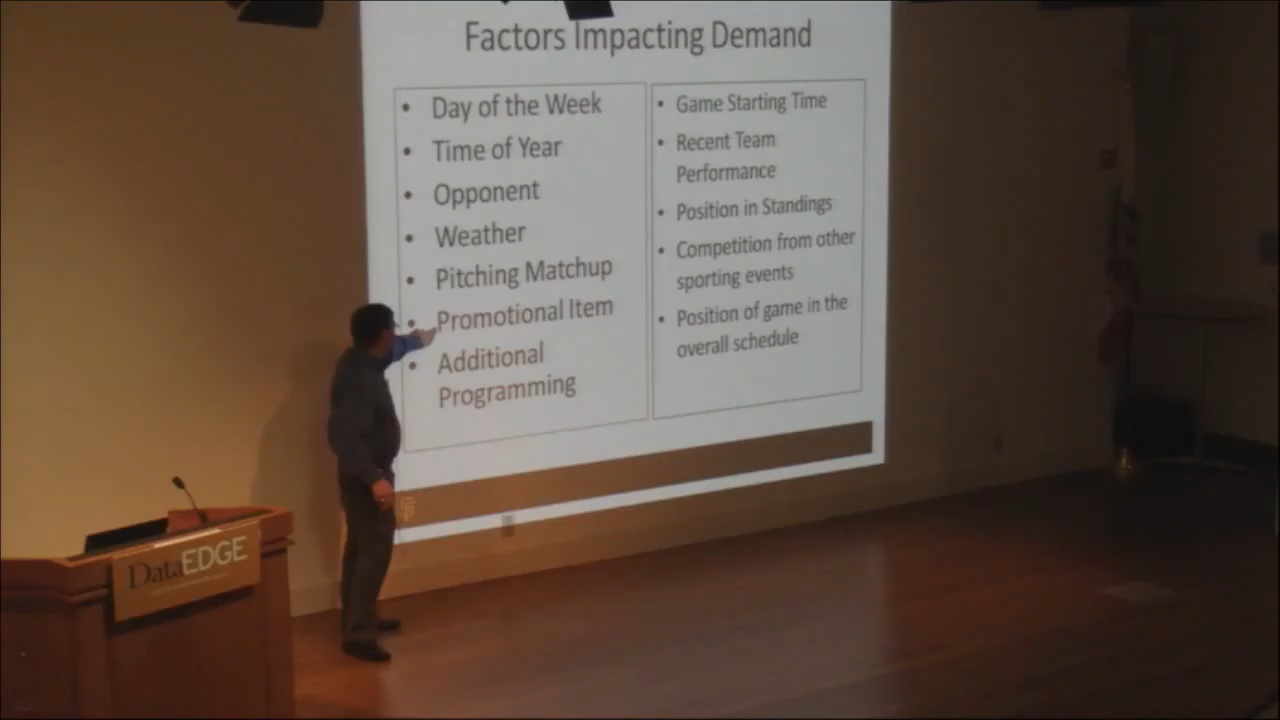 Factors Impacting Demand
• Day of the Week
• Time of Year
• Opponent
• Weather
• Pitching Matchup
• Promotional Item
• Additional
Programming
• Game Starting Time
• Recent Team
Performance
• Position in Standings
• Competition from other
sporting events
• Position of game in the
overall schedule
SF
DataEDGE